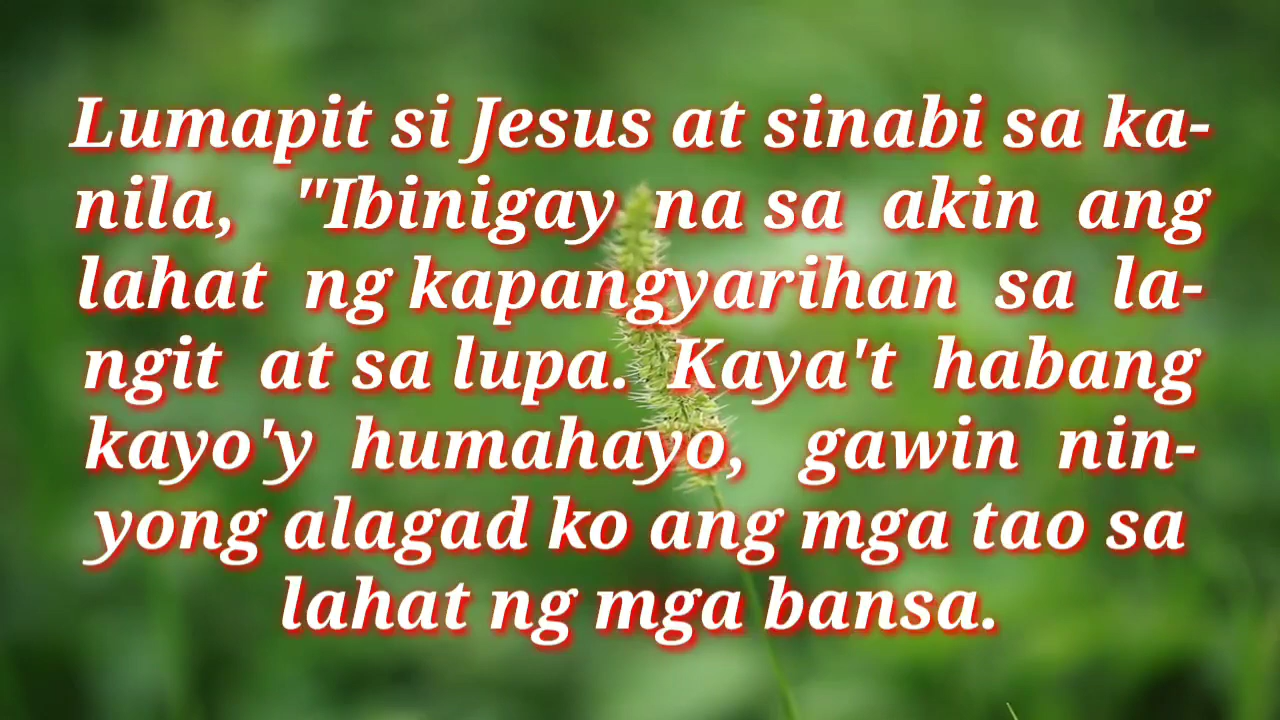 Lumapit si Jesus at sinabi sa ka-
nila, "Ibinigay na sa akin ang
lahat ng kapangyarihan sa la-
ngit at sa lupa. Kaya't habang
kayo'y humahayo, gawin nin-
yong alagad ko ang mga tao sa
lahat ng mga bansa.